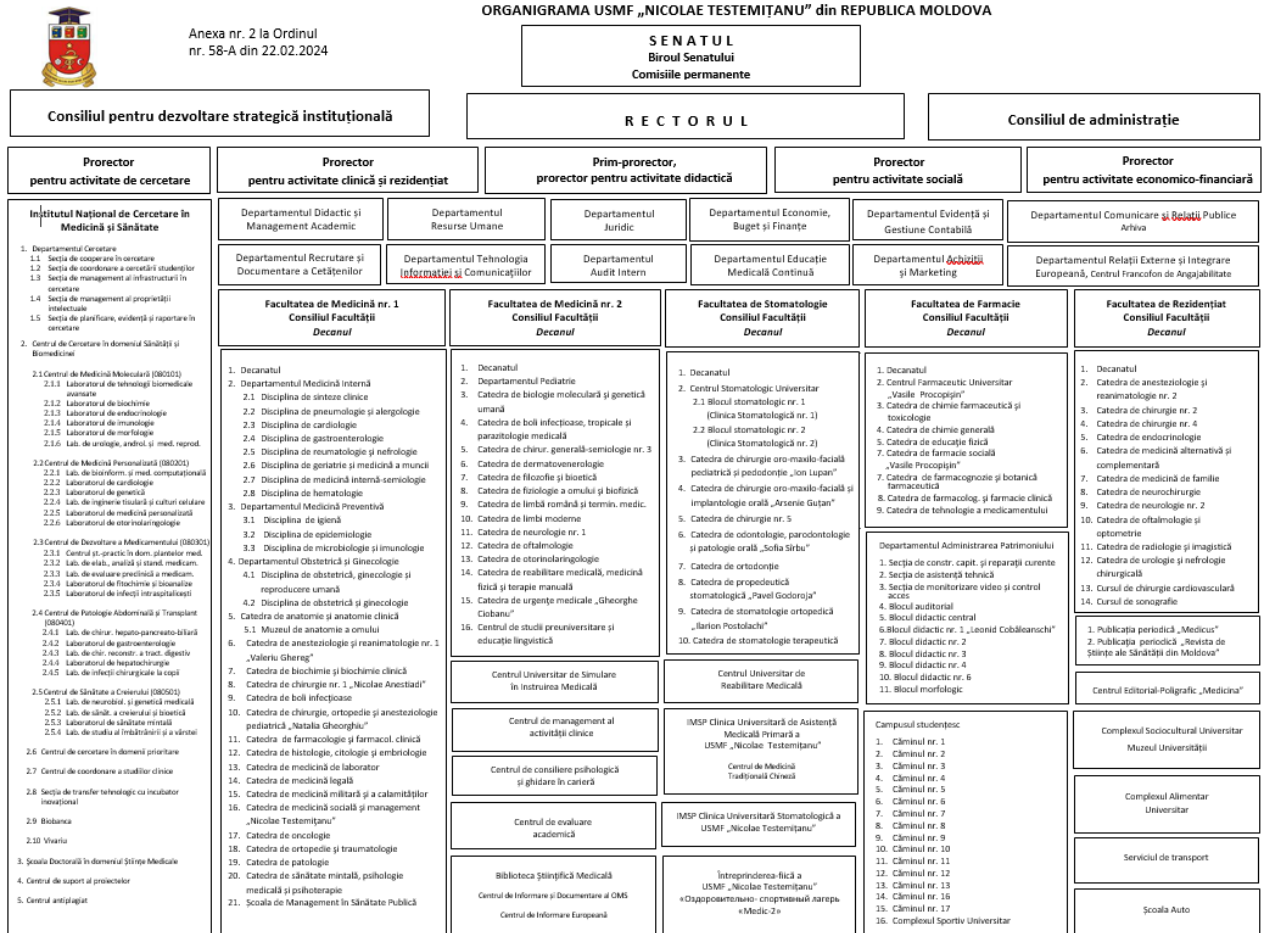 ORGANIGRAMA USMF „NICOLAE TESTEMIȚANU" din REPUBLICA MOLDOVA
Anexa nr. 2 la Ordinul
nr. 58-A din 22.02.2024
S E N A T U L
Biroul Senatului
Comisiile permanente
Consiliul pentru dezvoltare strategică instituțională
R E C T O R U L
Consiliul de administrație
Prorector
pentru activitate de cercetare
Prorector
pentru activitate clinică și rezidențiat
Prim-prorector,
prorector pentru activitate didactică
Prorector
pentru activitate socială
Prorector
pentru activitate economico-financiară
Institutul Național de Cercetare în
Medicină și Sănătate
1. Departamentul Cercetare
1.1 Secția de cooperare în cercetare
1.2 Secția de coordonare a cercetării studenților
1.3 Secția de management al infrastructurii în
cercetare
1.4 Secția de management al proprietății
intelectuale
1.5 Secția de planificare, evidență și raportare în
cercetare
2. Centrul de Cercetare în domeniul Sănătății și
Biomedicinei
2.1 Centrul de Medicină Moleculară (080101)
2.1.1 Laboratorul de tehnologii biomedicale
avansate
2.1.2 Laboratorul de biochimie
2.1.3 Laboratorul de endocrinologie
2.1.4 Laboratorul de imunologie
2.1.5 Laboratorul de morfologie
2.1.6 Lab. de urologie, androl. și med. reprod.
2.2 Centrul de Medicină Personalizată (080201)
2.2.1 Lab. de bioinform. și med. computațională
2.2.2 Laboratorul de cardiologie
2.2.3 Laboratorul de genetică
2.2.4 Lab. de inginerie tisulară și culturi celulare
2.2.5 Laboratorul de medicină personalizată
2.2.6 Lab. de otorinolaringologie
2.3 Centrul de Dezvoltare a Medicamentului (080301)
2.3.1 Centrul șt.-practic în dom. plantelor med.
2.3.2 Lab. de elab., analiză și stand. medicam.
2.3.3 Lab. de evaluare preclinică a medicam.
2.3.4 Laboratorul de fitochimie și bioanalize
2.3.5 Laboratorul de infecții intraspitalicești
2.4 Centrul de Patologie Abdominală și Transplant
(080401)
2.4.1 Lab. de chirur. hepato-pancreato-biliară
2.4.2 Laboratorul de gastroenterologie
2.4.3 Lab. de chir. reconstr. a tract. digestiv
2.4.4 Laboratorul de hepatochirurgie
2.4.5 Lab. de infecții chirurgicale la copii
2.5 Centrul de Sănătate a Creierului (080501)
2.5.1 Lab. de neurobiol. și genetică medicală
2.5.2 Lab. de sănăt. a creierului și bioetică
2.5.3 Laboratorul de sănătate mintală
2.5.4 Lab. de studiu al îmbătrânirii și a vârstei
2.6 Centrul de cercetare în domenii prioritare
2.7 Centrul de coordonare a studiilor clinice
2.8 Secția de transfer tehnologic cu incubator
inovațional
2.9 Biobanca
2.10 Vivariu
3. Școala Doctorală în domeniul Științe Medicale
4. Centrul de suport al proiectelor
5. Centrul antiplagiat
Departamentul Didactic și
Management Academic
Departamentul
Resurse Umane
Departamentul
Juridic
Departamentul Economie,
Buget și Finanțe
Departamentul Evidență și
Gestiune Contabilă
Departamentul Comunicare și Relații Publice
Arhiva
Departamentul Recrutare și
Documentare a Cetățenilor
Departamentul Tehnologia
Informației și Comunicațiilor
Departamentul
Audit Intern
Departamentul Educație
Medicală Continuă
Departamentul Achiziții
și Marketing
Departamentul Relații Externe și Integrare
Europeană, Centrul Francofon de Angajabilitate
Facultatea de Medicină nr. 1
Consiliul Facultății
Decanul
1. Decanatul
2. Departamentul Medicină Internă
2.1 Disciplina de sinteze clinice
2.2 Disciplina de pneumologie și alergologie
2.3 Disciplina de cardiologie
2.4 Disciplina de gastroenterologie
2.5 Disciplina de reumatologie și nefrologie
2.6 Disciplina de geriatrie și medicină a muncii
2.7 Disciplina de medicină internă-semiologie
2.8 Disciplina de hematologie
3. Departamentul Medicină Preventivă
3.1 Disciplina de igienă
3.2 Disciplina de epidemiologie
3.3 Disciplina de microbiologie și imunologie
4. Departamentul Obstetrică și Ginecologie
4.1 Disciplina de obstetrică, ginecologie și
reproducere umană
4.2 Disciplina de obstetrică și ginecologie
5. Catedra de anatomie și anatomie clinică
5.1 Muzeul de anatomie a omului
6. Catedra de anesteziologie și reanimatologie nr. 1
„Valeriu Ghereg"
7. Catedra de biochimie și biochimie clinică
8. Catedra de chirurgie nr. 1 „Nicolae Anestiadi"
9. Catedra de boli infecțioase
10. Catedra de chirurgie, ortopedie și anesteziologie
pediatrică „Natalia Gheorghiu"
11. Catedra de farmacologie și farmacol. clinică
12. Catedra de histologie, citologie și embriologie
13. Catedra de medicină de laborator
14. Catedra de medicină legală
15. Catedra de medicină militară și a calamităților
16. Catedra de medicină socială și management
„Nicolae Testemițanu"
17. Catedra de oncologie
18. Catedra de ortopedie și traumatologie
19. Catedra de patologie
20. Catedra de sănătate mintală, psihologie
medicală și psihoterapie
21. Școala de Management în Sănătate Publică
Facultatea de Medicină nr. 2
Consiliul Facultății
Decanul
1. Decanatul
2. Departamentul Pediatrie
3. Catedra de biologie moleculară și genetică
umană
4. Catedra de boli infecțioase, tropicale și
parazitologie medicală
5. Catedra de chirur. generală-semiologie nr. 3
6. Catedra de dermatovenerologie
7. Catedra de filozofie și bioetică
8. Catedra de fiziologie a omului și biofizică
9. Catedra de limbă română și termin. medic.
10. Catedra de limbi moderne
11. Catedra de neurologie nr. 1
12. Catedra de oftalmologie
13. Catedra de otorinolaringologie
14. Catedra de reabilitare medicală, medicină
fizică și terapie manuală
15. Catedra de urgențe medicale „Gheorghe
Ciobanu"
16. Centrul de studii preuniversitare și
educație lingvistică
Centrul Universitar de Simulare
în Instruirea Medicală
Centrul de management al
activității clinice
Centrul de consiliere psihologică
și ghidare în carieră
Centrul de evaluare
academică
Biblioteca Științifică Medicală
Centrul de Informare și Documentare al OMS
Centrul de Informare Europeană
Facultatea de Stomatologie
Consiliul Facultății
Decanul
1. Decanatul
2. Centrul Stomatologic Universitar
2.1 Blocul stomatologic nr. 1
(Clinica Stomatologică nr. 1)
2.2 Blocul stomatologic nr. 2
(Clinica Stomatologică nr. 2)
3. Catedra de chirurgie oro-maxilo-facială
pediatrică și pedodonție „Ion Lupan"
4. Catedra de chirurgie oro-maxilo-facială și
implantologie orală „Arsenie Guțan"
5. Catedra de chirurgie nr. 5
6. Catedra de odontologie, parodontologie
și patologie orală „Sofia Sîrbu"
7. Catedra de ortodonție
8. Catedra de propedeutică
stomatologică „Pavel Godoroja"
9. Catedra de stomatologie ortopedică
„Ilarion Postolachi"
10. Catedra de stomatologie terapeutică
Centrul Universitar de
Reabilitare Medicală
IMSP Clinica Universitară de Asistență
Medicală Primară a
USMF „Nicolae Testemițanu"
Centrul de Medicină
Tradițională Chineză
IMSP Clinica Universitară Stomatologică a
USMF „Nicolae Testemițanu"
Întreprinderea-fiică a
USMF „Nicolae Testemițanu"
«Оздоровительно- спортивный лагерь
«Medic-2»
Facultatea de Farmacie
Consiliul Facultății
Decanul
1. Decanatul
2. Centrul Farmaceutic Universitar
„Vasile Procopișin"
3. Catedra de chimie farmaceutică și
toxicologie
4. Catedra de chimie generală
5. Catedra de educație fizică
7. Catedra de farmacie socială
„Vasile Procopișin"
7. Catedra de farmacognozie și botanică
farmaceutică
8. Catedra de farmacolog. și farmacie clinică
9. Catedra de tehnologie a medicamentului
Departamentul Administrarea Patrimoniului
1. Secția de constr. capit. și reparații curente
2. Secția de asistență tehnică
3. Secția de monitorizare video și control
acces
4. Blocul auditorial
5. Blocul didactic central
6.Blocul didactic nr. 1 „Leonid Cobâleanschi"
7. Blocul didactic nr. 2
8. Blocul didactic nr. 3
9. Blocul didactic nr. 4
10. Blocul didactic nr. 6
11. Blocul morfologic
Campusul studențesc
1. Căminul nr. 1
2. Căminul nr. 2
3. Căminul nr. 3
4. Căminul nr. 4
5. Căminul nr. 5
6. Căminul nr. 6
7. Căminul nr. 7
8. Căminul nr. 8
9. Căminul nr. 9
10. Căminul nr. 10
11. Căminul nr. 11
12. Căminul nr. 12
13. Căminul nr. 13
14. Căminul nr. 16
15. Căminul nr. 17
16. Complexul Sportiv Universitar
Facultatea de Rezidențiat
Consiliul Facultății
Decanul
1. Decanatul
2. Catedra de anesteziologie și
reanimatologie nr. 2
3. Catedra de chirurgie nr. 2
4. Catedra de chirurgie nr. 4
5. Catedra de endocrinologie
6. Catedra de medicină alternativă și
complementară
7. Catedra de medicină de familie
8. Catedra de neurochirurgie
9. Catedra de neurologie nr. 2
10. Catedra de oftalmologie și
optometrie
11. Catedra de radiologie și imagistică
12. Catedra de urologie și nefrologie
chirurgicală
13. Cursul de chirurgie cardiovasculară
14. Cursul de sonografie
1. Publicația periodică „Medicus"
2. Publicația periodică „Revista de
Științe ale Sănătății din Moldova"
Centrul Editorial-Poligrafic „Medicina"
Complexul Sociocultural Universitar
Muzeul Universității
Complexul Alimentar
Universitar
Serviciul de transport
Școala Auto